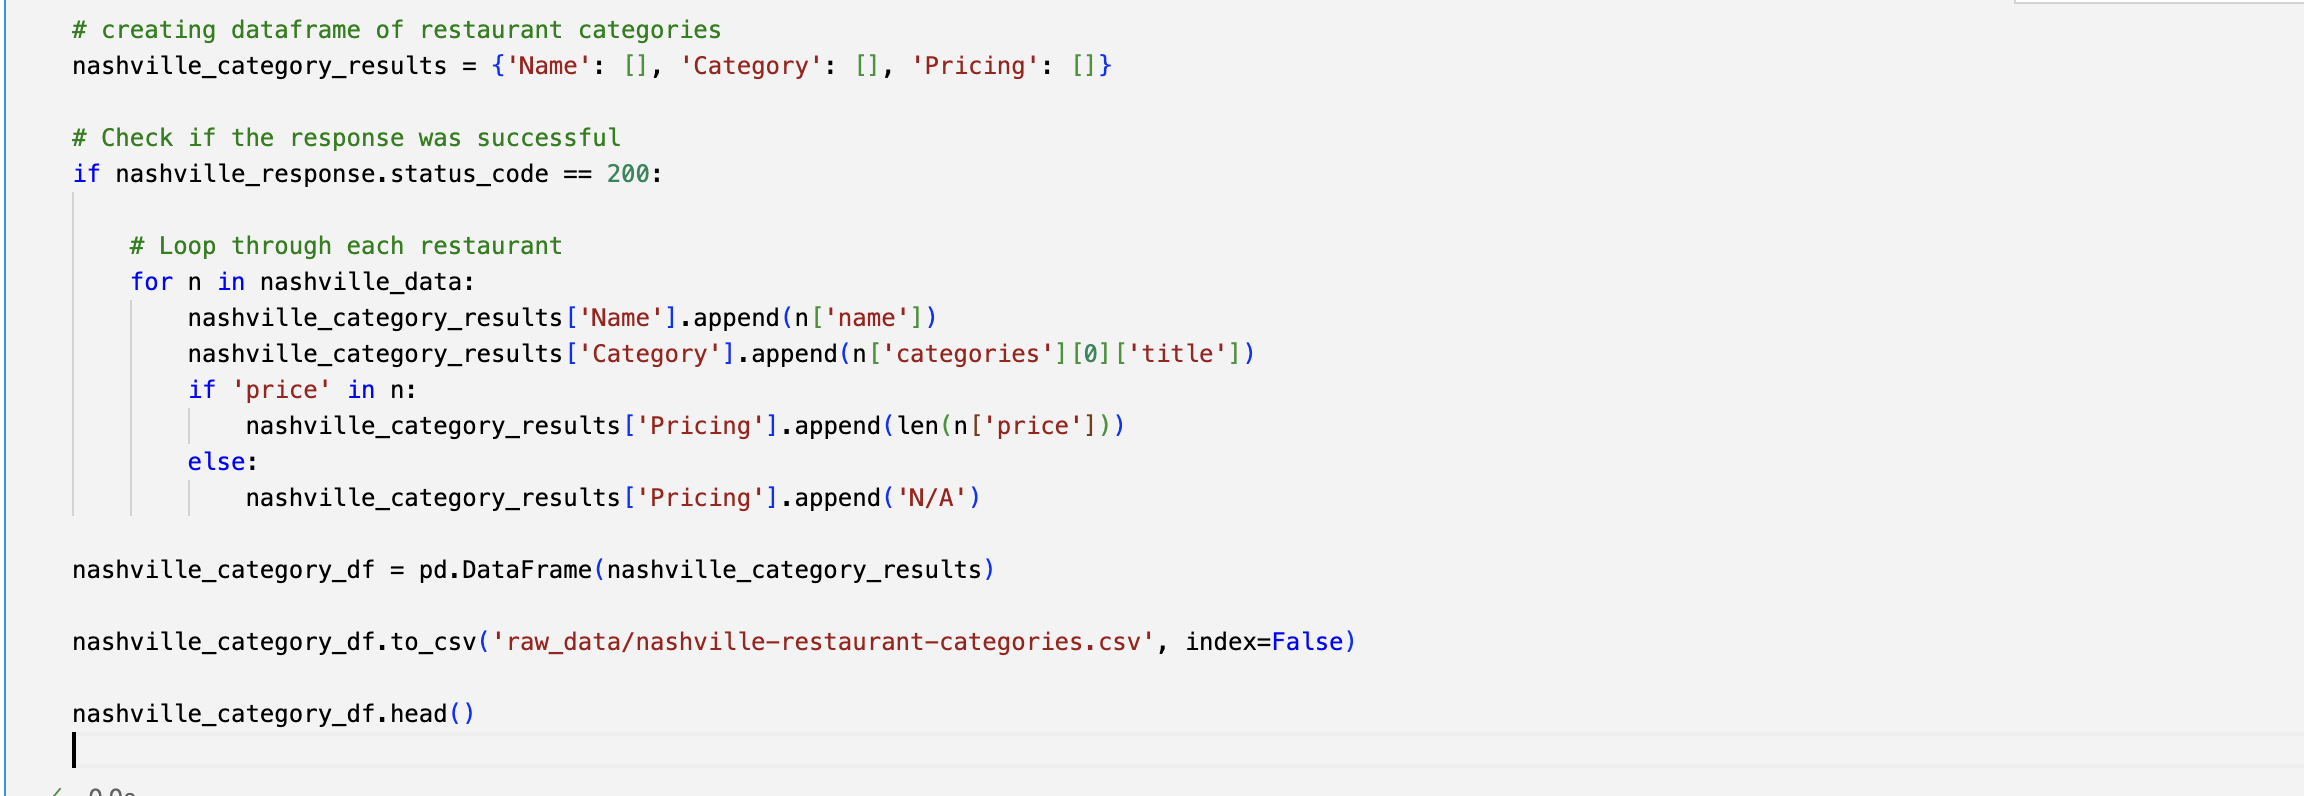 # creating dataframe of restaurant categories
nashville_category_results = {'Name': [], 'Category': [], 'Pricing': []}
# Check if the response was successful
if nashville_response.status_code == 200:
# Loop through each restaurant
for n in nashville_data:
nashville_category_results['Name'].append(n['name'])
nashville_category_results['Category'].append(n['categories'][0]['title'])
if 'price' in n:
nashville_category_results['Pricing'].append(len(n['price']))
else:
nashville_category_results['Pricing'].append('N/A')
nashville_category_df = pd.DataFrame(nashville_category_results)
nashville_category_df.to_csv('raw_data/nashville-restaurant-categories.csv', index=False)
nashville_category_df.head()